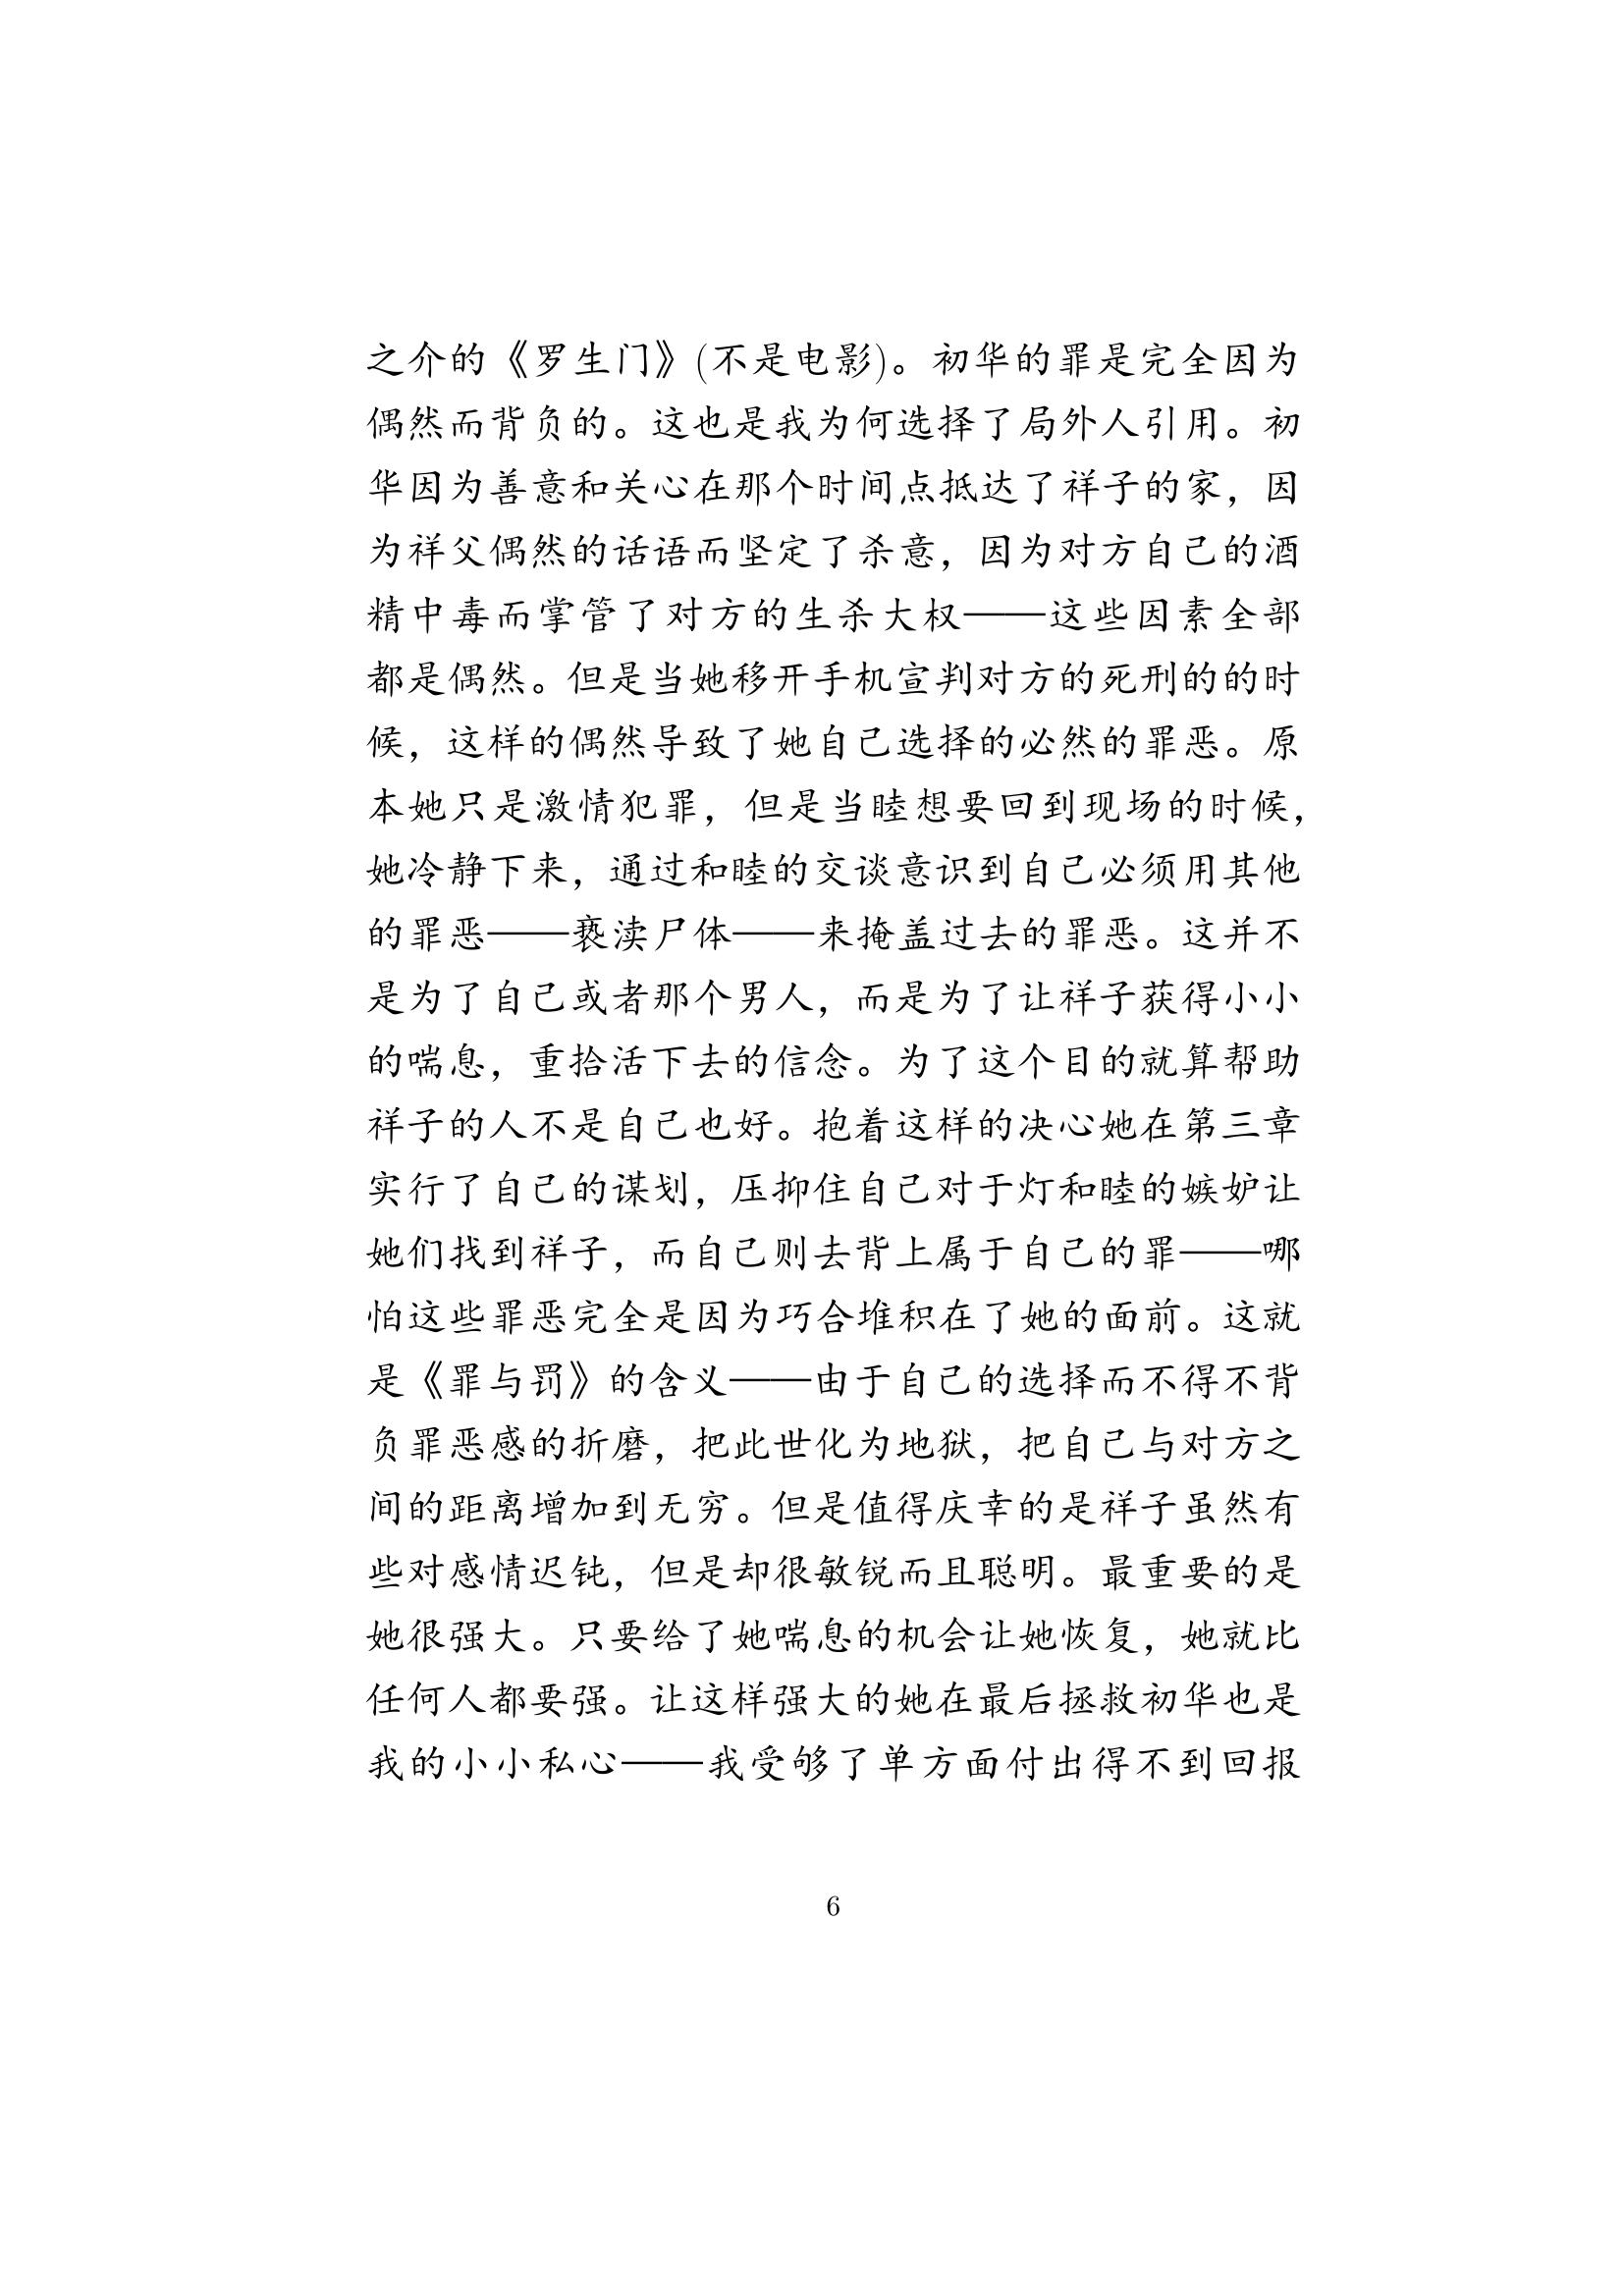 之介的《罗生门》(不是电影)。初华的罪是完全因为
偶然而背负的。这也是我为何选择了局外人引用。初
华因为善意和关心在那个时间点抵达了祥子的家，因
为祥父偶然的话语而坚定了杀意，因为对方自己的酒
精中毒而掌管了对方的生杀大权——这些因素全部
都是偶然。但是当她移开手机宣判对方的死刑的的时
候，这样的偶然导致了她自己选择的必然的罪恶。原
本她只是激情犯罪，但是当睦想要回到现场的时候，
她冷静下来，通过和睦的交谈意识到自己必须用其他
的罪恶——亵渎尸体——来掩盖过去的罪恶。这并不
是为了自己或者那个男人，而是为了让祥子获得小小
的喘息，重拾活下去的信念。为了这个目的就算帮助
祥子的人不是自己也好。抱着这样的决心她在第三章
实行了自己的谋划，压抑住自己对于灯和睦的嫉妒让
她们找到祥子，而自己则去背上属于自己的罪——哪
怕这些罪恶完全是因为巧合堆积在了她的面前。这就
是《罪与罚》的含义——由于自己的选择而不得不背
负罪恶感的折磨，把此世化为地狱，把自己与对方之
间的距离增加到无穷。但是值得庆幸的是祥子虽然有
些对感情迟钝，但是却很敏锐而且聪明。最重要的是
她很强大。只要给了她喘息的机会让她恢复，她就比
任何人都要强。让这样强大的她在最后拯救初华也是
我的小小私心——我受够了单方面付出得不到回报
6